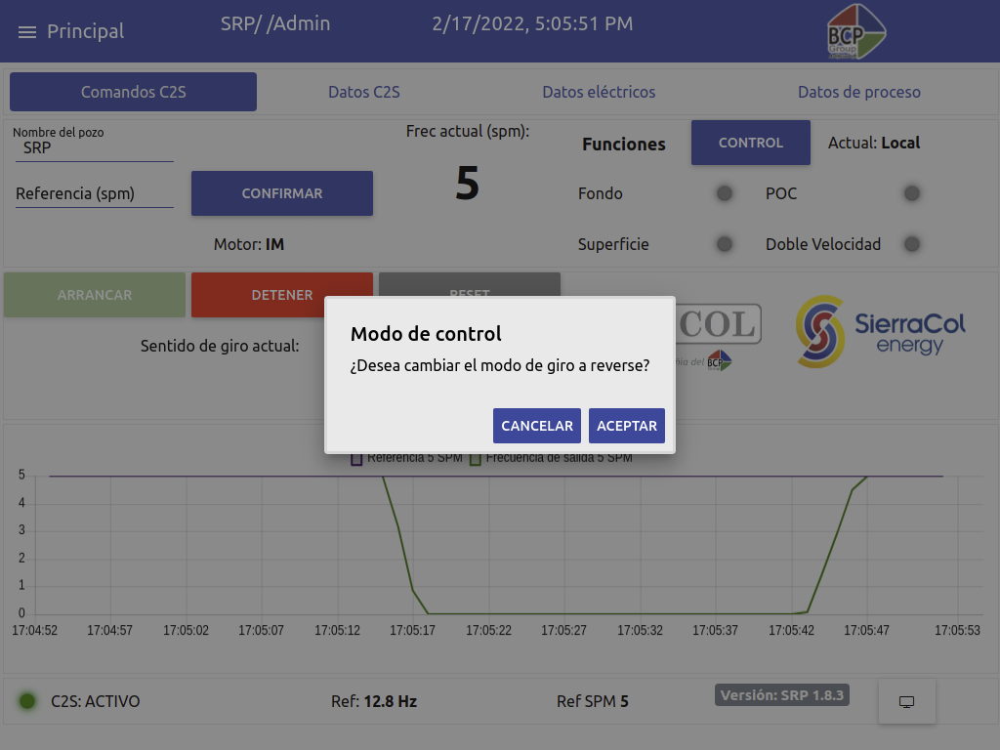 Principal
SRP/ /Admin
2/17/2022, 5:05:51 PM
BCP
Group
Comandos C2S
Datos C2S
Datos eléctricos
Datos de proceso
Nombre del pozo
SRP
Frec actual (spm):
Funciones
CONTROL
Actual: Local
Referencia (spm)
CONFIRMAR
5
Fondo
POC
Motor: IM
Superficie
Doble Velocidad
ARRANCAR
DETENER
RESET
COL
SierraCol
energy
del BCP
Sentido de giro actual:
Modo de control
¿Desea cambiar el modo de giro a reverse?
CANCELAR
ACEPTAR
Referencia 5 SPM
Frecuencia de salida 5 SPM
5
4
3
2
1
0
17:04:52
17:04:57
17:05:02
17:05:07
17:05:12
17:05:17
17:05:22
17:05:27
17:05:32
17:05:37
17:05:42
17:05:47
17:05:53
C2S: ACTIVO
Ref: 12.8 Hz
Ref SPM 5
Versión: SRP 1.8.3